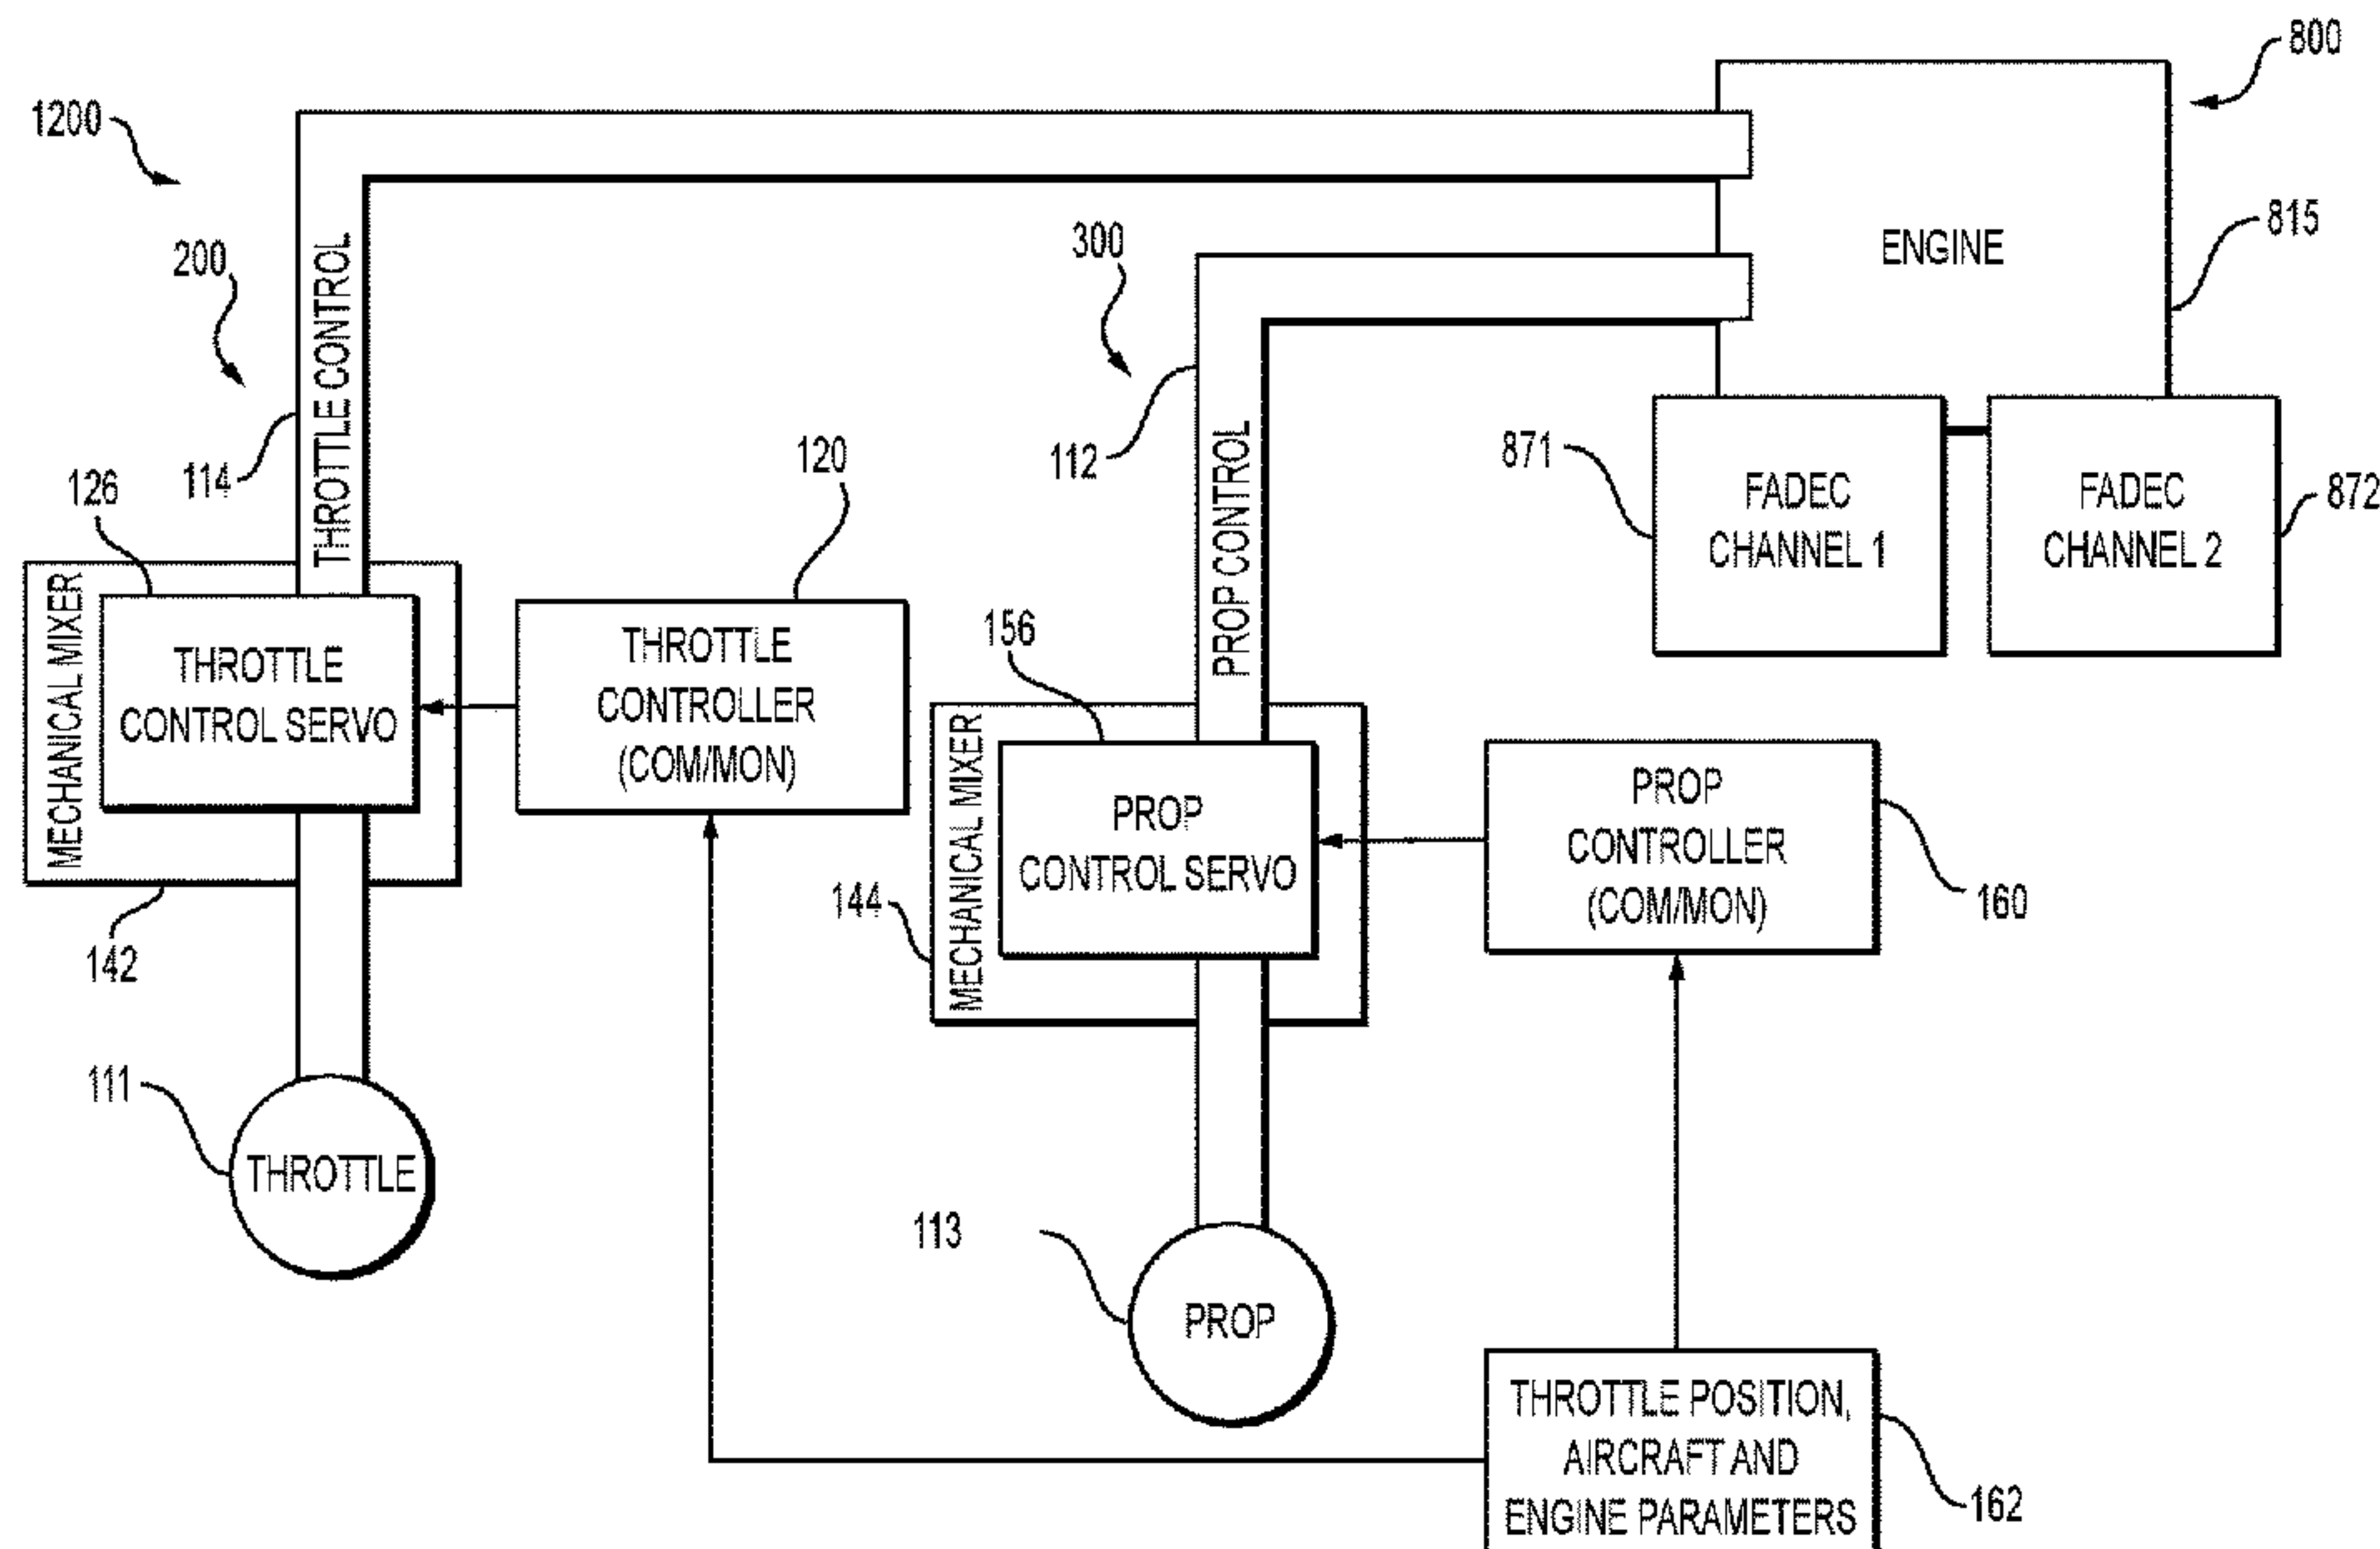 800
1200
815
ENGINE
200
300
THROTTLE CONTROL
114
112
PROP CONTROL
871
FADEC
CHANNEL 1
FADEC
CHANNEL 2
872
126
120
MECHANICAL MIXER
THROTTLE
CONTROL SERVO
THROTTLE
CONTROLLER
(COM/MON)
156
MECHANICAL MIXER
PROP
CONTROL SERVO
PROP
CONTROLLER
(COM/MON)
144
160
142
111
THROTTLE
113
PROP
THROTTLE POSITION,
AIRCRAFT AND
ENGINE PARAMETERS
162